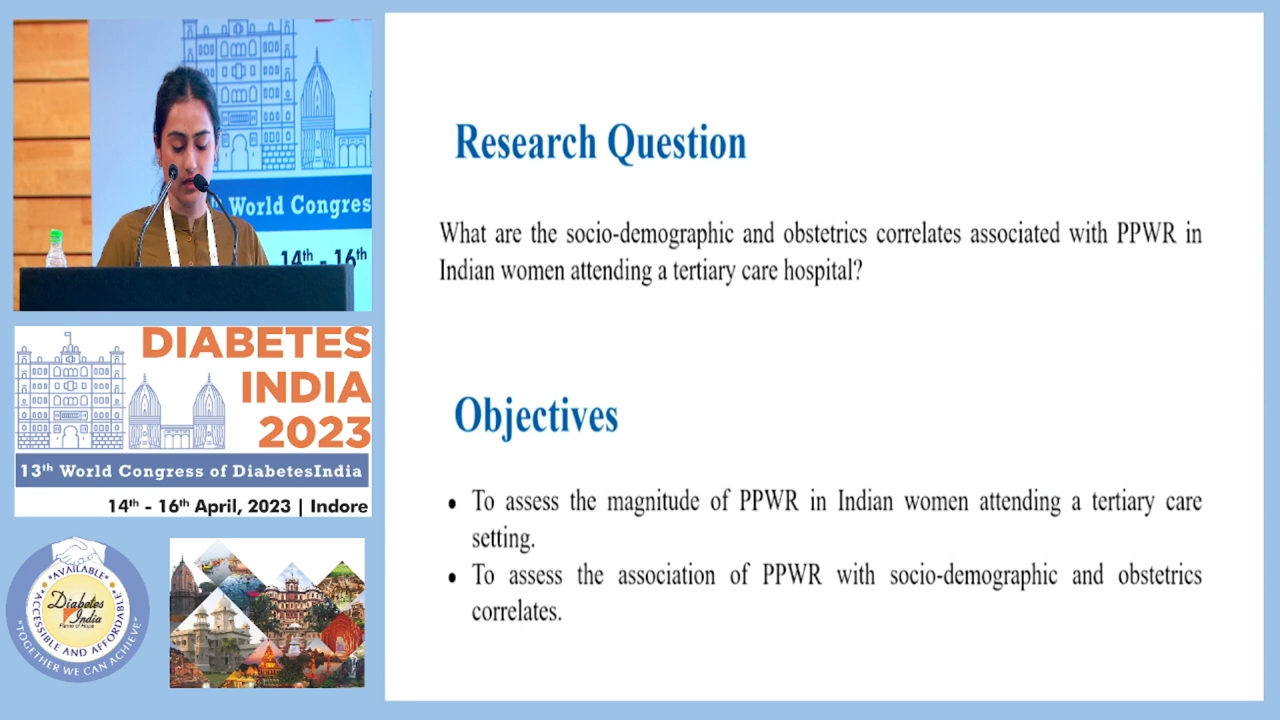 World Congres
14th - 16th
DIABETES
INDIA
2023
13th World Congress of DiabetesIndia
14th - 16th April, 2023 | Indore
*AVAILABLE*
*ACCESSIBLE AND AFFORDABLE*
Diabetes
India
"TOGETHER WE CAN ACHIEVE"
Research Question
What are the socio-demographic and obstetrics correlates associated with PPWR in
Indian women attending a tertiary care hospital?
Objectives
• To assess the magnitude of PPWR in Indian women attending a tertiary care
setting.
• To assess the association of PPWR with socio-demographic and obstetrics
correlates.